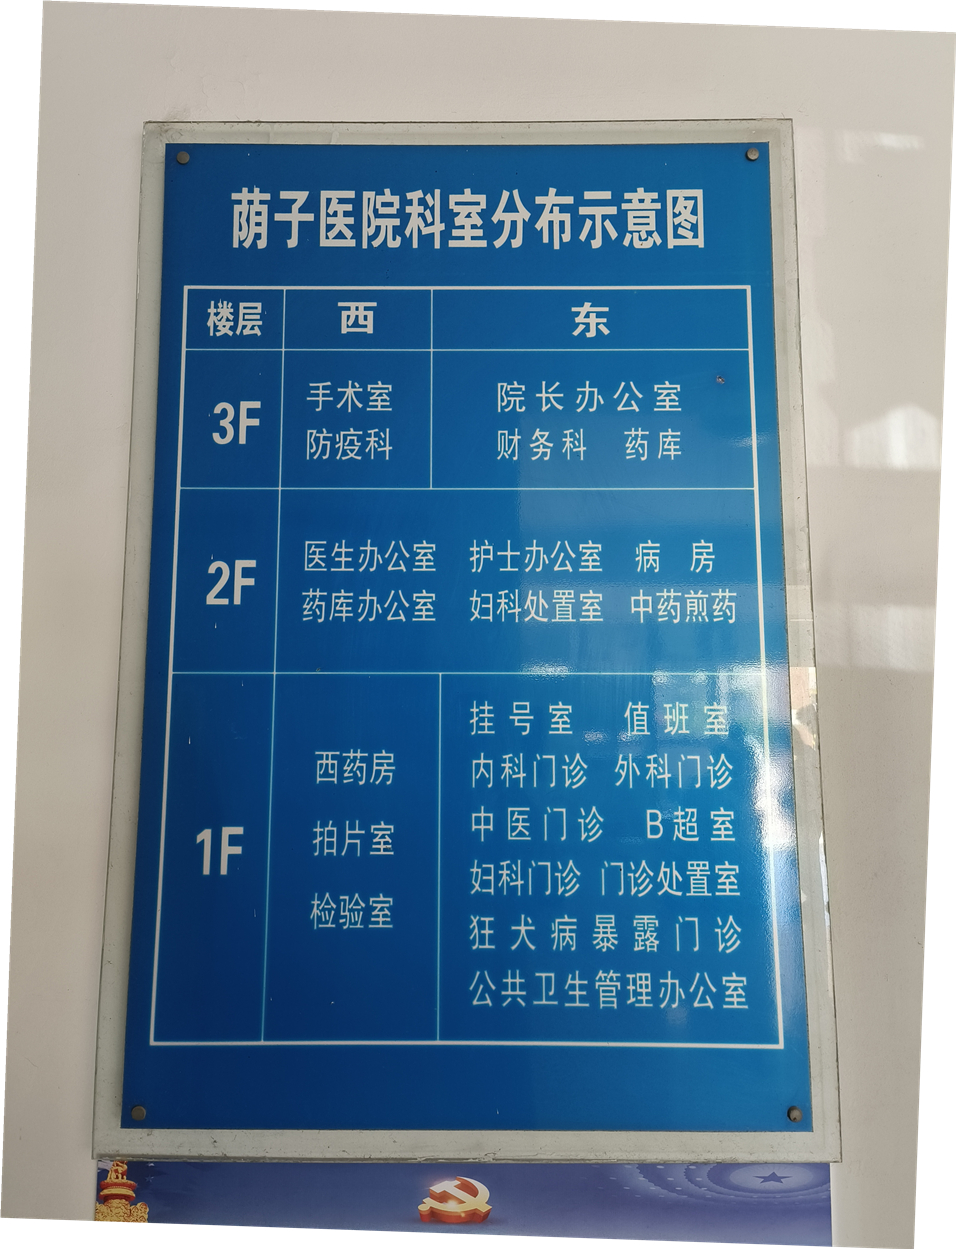 荫子医院科室分布示意图
楼层 西 东
3F
手术室 院长办公室
防疫科 财务科 药库
2F
医生办公室 护士办公室 病房
药库办公室 妇科处置室 中药煎药
1F
西药房
拍片室
检验室
挂号室 值班室
内科门诊 外科门诊
中医门诊 B超室
妇科门诊 门诊处置室
狂犬病暴露门诊
公共卫生管理办公室